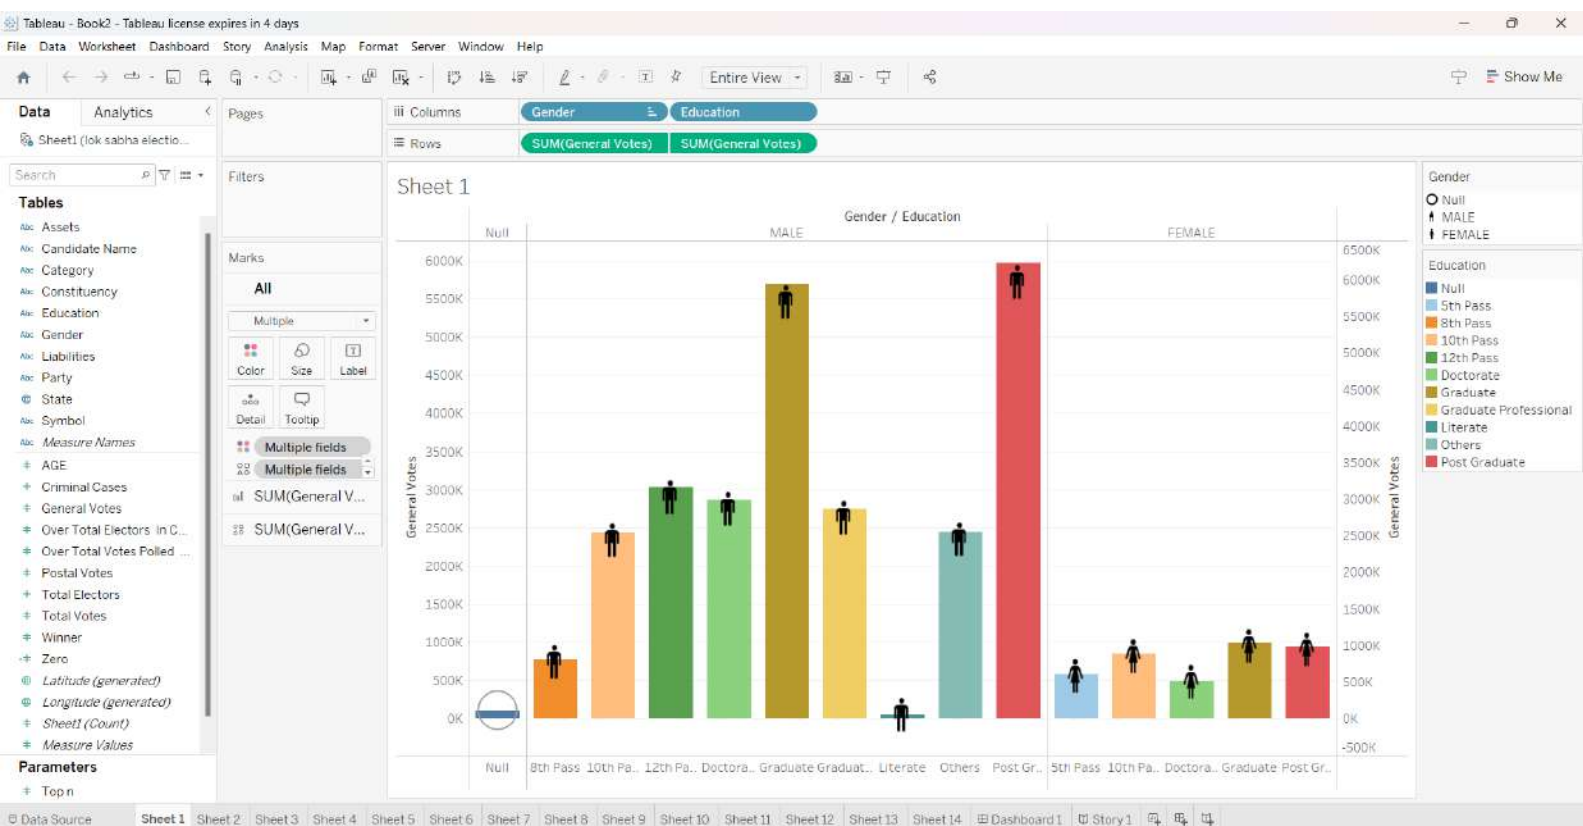 Tableau - Book2 - Tableau license expires in 4 days
File Data Worksheet Dashboard Story Analysis Map Format Server Window Help
Entire View
Show Me
Data Analytics
Sheet1 (lok sabha electio...
Search
Tables
Abc Assets
Abc Candidate Name
Abc Category
Abc Constituency
Abc Education
Abc Gender
Abc Liabilities
Abc Party
State
Abc Symbol
Abc Measure Names
# AGE
# Criminal Cases
# General Votes
# Over Total Electors In C...
# Over Total Votes Polled ...
# Postal Votes
# Total Electors
# Total Votes
# Winner
=# Zero
Latitude (generated)
Longitude (generated)
# Sheet1 (Count)
# Measure Values
Parameters
# Top n
Pages
Filters
Marks
All
Multiple
Color Size Label
Detail Tooltip
Multiple fields
Multiple fields
SUM(General V...
SUM(General V...
Columns Gender Education
Rows SUM(General Votes) SUM(General Votes)
Sheet 1
Gender / Education
Null MALE FEMALE
6000K
5500K
5000K
4500K
4000K
3500K
3000K
2500K
2000K
1500K
1000K
500K
0K
General Votes
6500K
6000K
5500K
5000K
4500K
4000K
3500K
3000K
2500K
2000K
1500K
1000K
500K
0K
-500K
General Votes
Null 8th Pass 10th Pa.. 12th Pa.. Doctora.. Graduate Graduat.. Literate Others Post Gr.. 5th Pass 10th Pa.. Doctora.. Graduate Post Gr..
Gender
Null
MALE
FEMALE
Education
Null
5th Pass
8th Pass
10th Pass
12th Pass
Doctorate
Graduate
Graduate Professional
Literate
Others
Post Graduate
Data Source Sheet 1 Sheet 2 Sheet 3 Sheet 4 Sheet 5 Sheet 6 Sheet 7 Sheet 8 Sheet 9 Sheet 10 Sheet 11 Sheet 12 Sheet 13 Sheet 14 Dashboard 1 Story 1